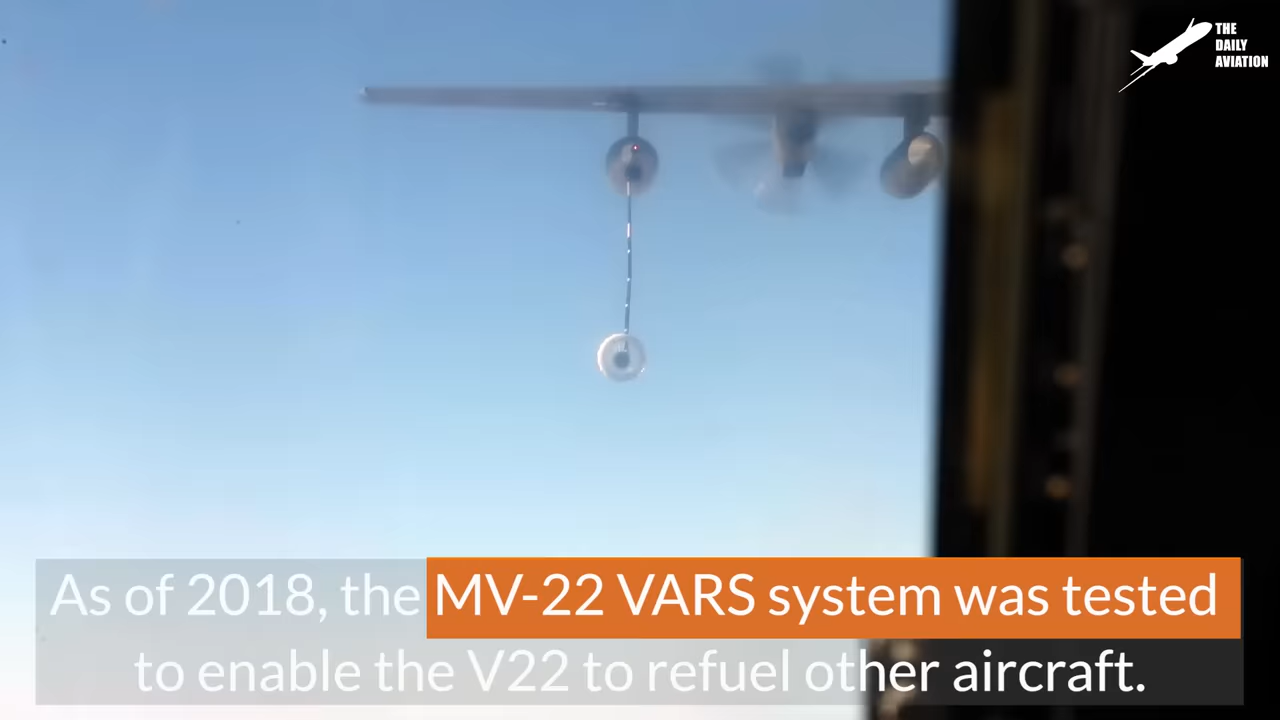 THE
DAILY
AVIATION
As of 2018, the MV-22 VARS system was tested
to enable the V22 to refuel other aircraft.